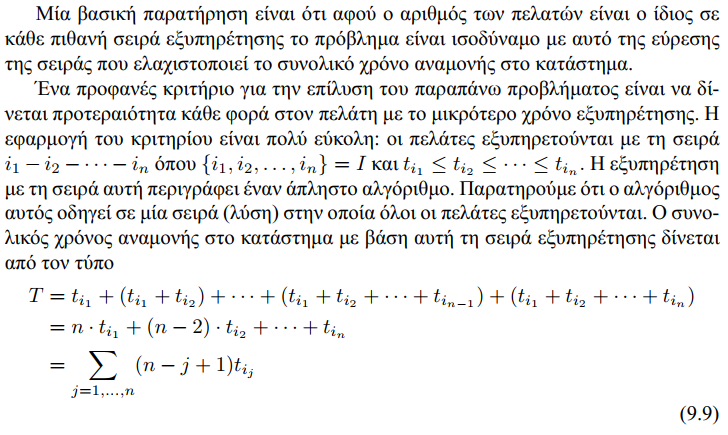 Μία βασική παρατήρηση είναι ότι αφού ο αριθμός των πελατών είναι ο ίδιος σε
κάθε πιθανή σειρά εξυπηρέτησης το πρόβλημα είναι ισοδύναμο με αυτό της εύρεσης
της σειράς που ελαχιστοποιεί το συνολικό χρόνο αναμονής στο κατάστημα.
Ένα προφανές κριτήριο για την επίλυση του παραπάνω προβλήματος είναι να δί-
νεται προτεραιότητα κάθε φορά στον πελάτη με το μικρότερο χρόνο εξυπηρέτησης. Η
εφαρμογή του κριτηρίου είναι πολύ εύκολη: οι πελάτες εξυπηρετούνται με τη σειρά
$i_1 - i_2 - \cdots - i_n$ όπου $\{i_1, i_2, \ldots, i_n\} = I$ και $t_{i_1} \leq t_{i_2} \leq \cdots \leq t_{i_n}$. Η εξυπηρέτηση
με τη σειρά αυτή περιγράφει έναν άπληστο αλγόριθμο. Παρατηρούμε ότι ο αλγόριθμος
αυτός οδηγεί σε μία σειρά (λύση) στην οποία όλοι οι πελάτες εξυπηρετούνται. Ο συνο-
λικός χρόνος αναμονής στο κατάστημα με βάση αυτή τη σειρά εξυπηρέτησης δίνεται
από τον τύπο
$T = t_{i_1} + (t_{i_1} + t_{i_2}) + \cdots + (t_{i_1} + t_{i_2} + \cdots + t_{i_{n-1}}) + (t_{i_1} + t_{i_2} + \cdots + t_{i_n})$
$= n \cdot t_{i_1} + (n - 2) \cdot t_{i_2} + \cdots + t_{i_n}$
$= \sum_{j=1,\ldots,n} (n - j + 1) t_{i_j}$
(9.9)